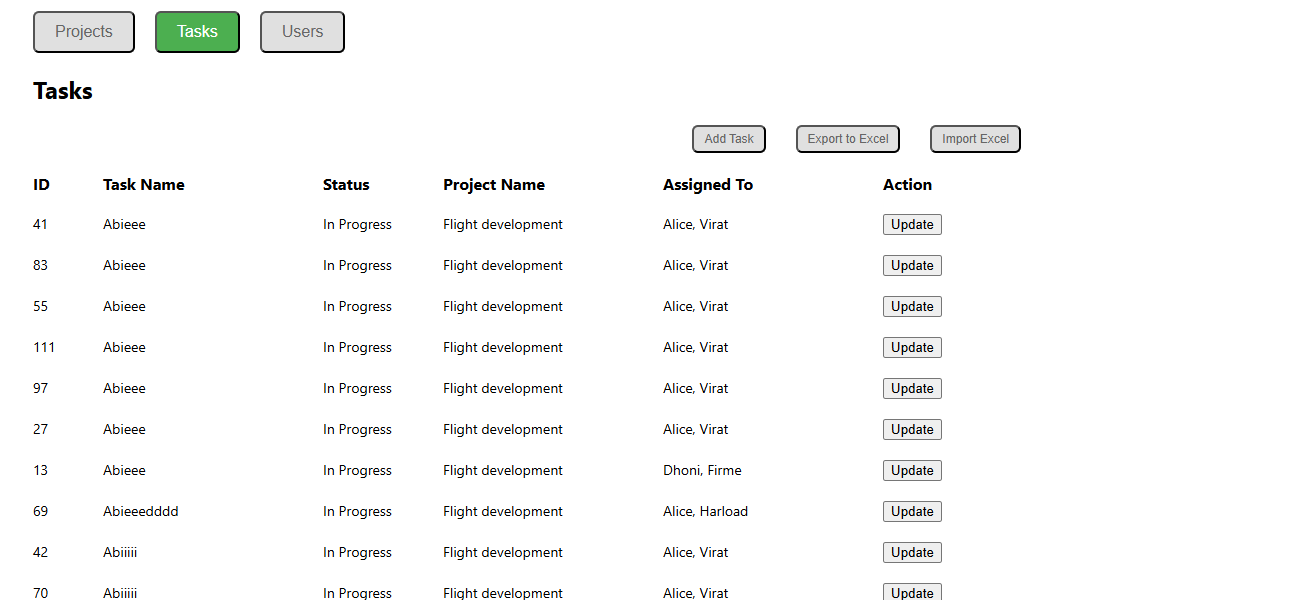 Projects Tasks Users
Tasks
Add Task Export to Excel Import Excel
ID Task Name Status Project Name Assigned To Action
41 Abieee In Progress Flight development Alice, Virat Update
83 Abieee In Progress Flight development Alice, Virat Update
55 Abieee In Progress Flight development Alice, Virat Update
111 Abieee In Progress Flight development Alice, Virat Update
97 Abieee In Progress Flight development Alice, Virat Update
27 Abieee In Progress Flight development Alice, Virat Update
13 Abieee In Progress Flight development Dhoni, Firme Update
69 Abieeedddd In Progress Flight development Alice, Harload Update
42 Abiiiii In Progress Flight development Alice, Virat Update
70 Abiiiii In Progress Flight development Alice, Virat Update